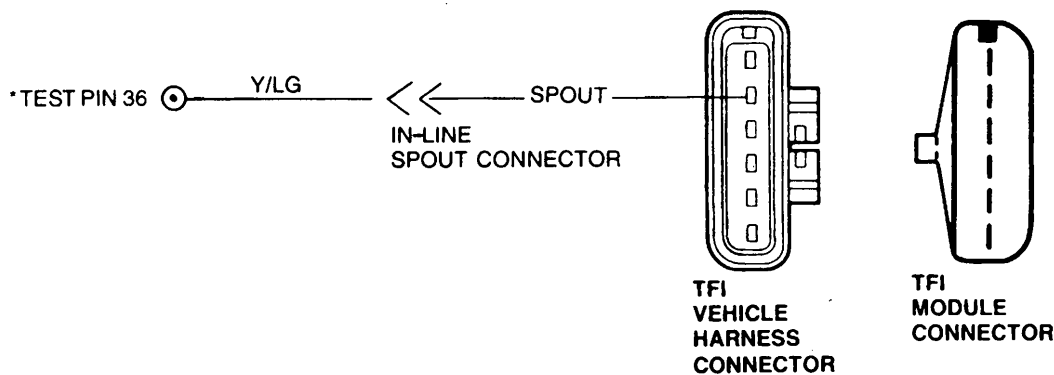 *TEST PIN 36
Y/LG
SPOUT
IN-LINE
SPOUT CONNECTOR
TFI
VEHICLE
HARNESS
CONNECTOR
TFI
MODULE
CONNECTOR